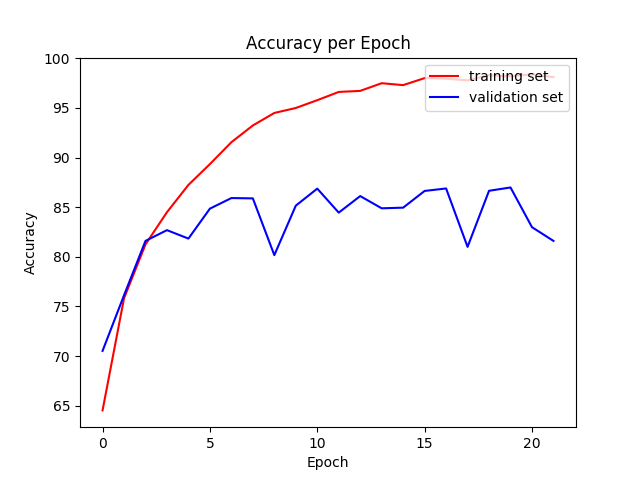 Accuracy per Epoch
training set
validation set
100
95
90
85
80
75
70
65
Accuracy
0 5 10 15 20
Epoch